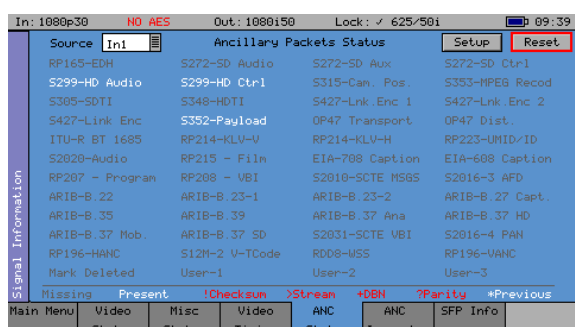 In: 1080p30 NO AES Out: 1080i50 Lock: ✓ 625/50i 09:39
Source In1 Ancillary Packets Status Setup Reset
RP165-EDH S272-SD Audio S272-SD Aux S272-SD Ctrl
S299-HD Audio S299-HD Ctrl S315-Cam. Pos. S353-MPEG Recod
S305-SDTI S348-HDTI S427-Lnk.Enc 1 S427-Lnk.Enc 2
S427-Link Enc S352-Payload OP47 Transport OP47 Dist.
ITU-R BT 1685 RP214-KLV-V RP214-KLV-H RP223-UMID/ID
S2020-Audio RP215 - Film EIA-708 Caption EIA-608 Caption
RP207 - Program RP208 - VBI S2010-SCTE MSGS S2016-3 AFD
ARIB-B.22 ARIB-B.23-1 ARIB-B.23-2 ARIB-B.27 Capt.
ARIB-B.35 ARIB-B.39 ARIB-B.37 Ana ARIB-B.37 HD
ARIB-B.37 Mob. ARIB-B.37 SD S2031-SCTE VBI S2016-4 PAN
RP196-HANC S12M-2 V-TCode RDD8-WSS RP196-VANC
Mark Deleted User-1 User-2 User-3
Missing Present !Checksum >Stream +DBN ?Parity *Previous
Signal Information
Main Menu Video Misc Video ANC ANC SFP Info